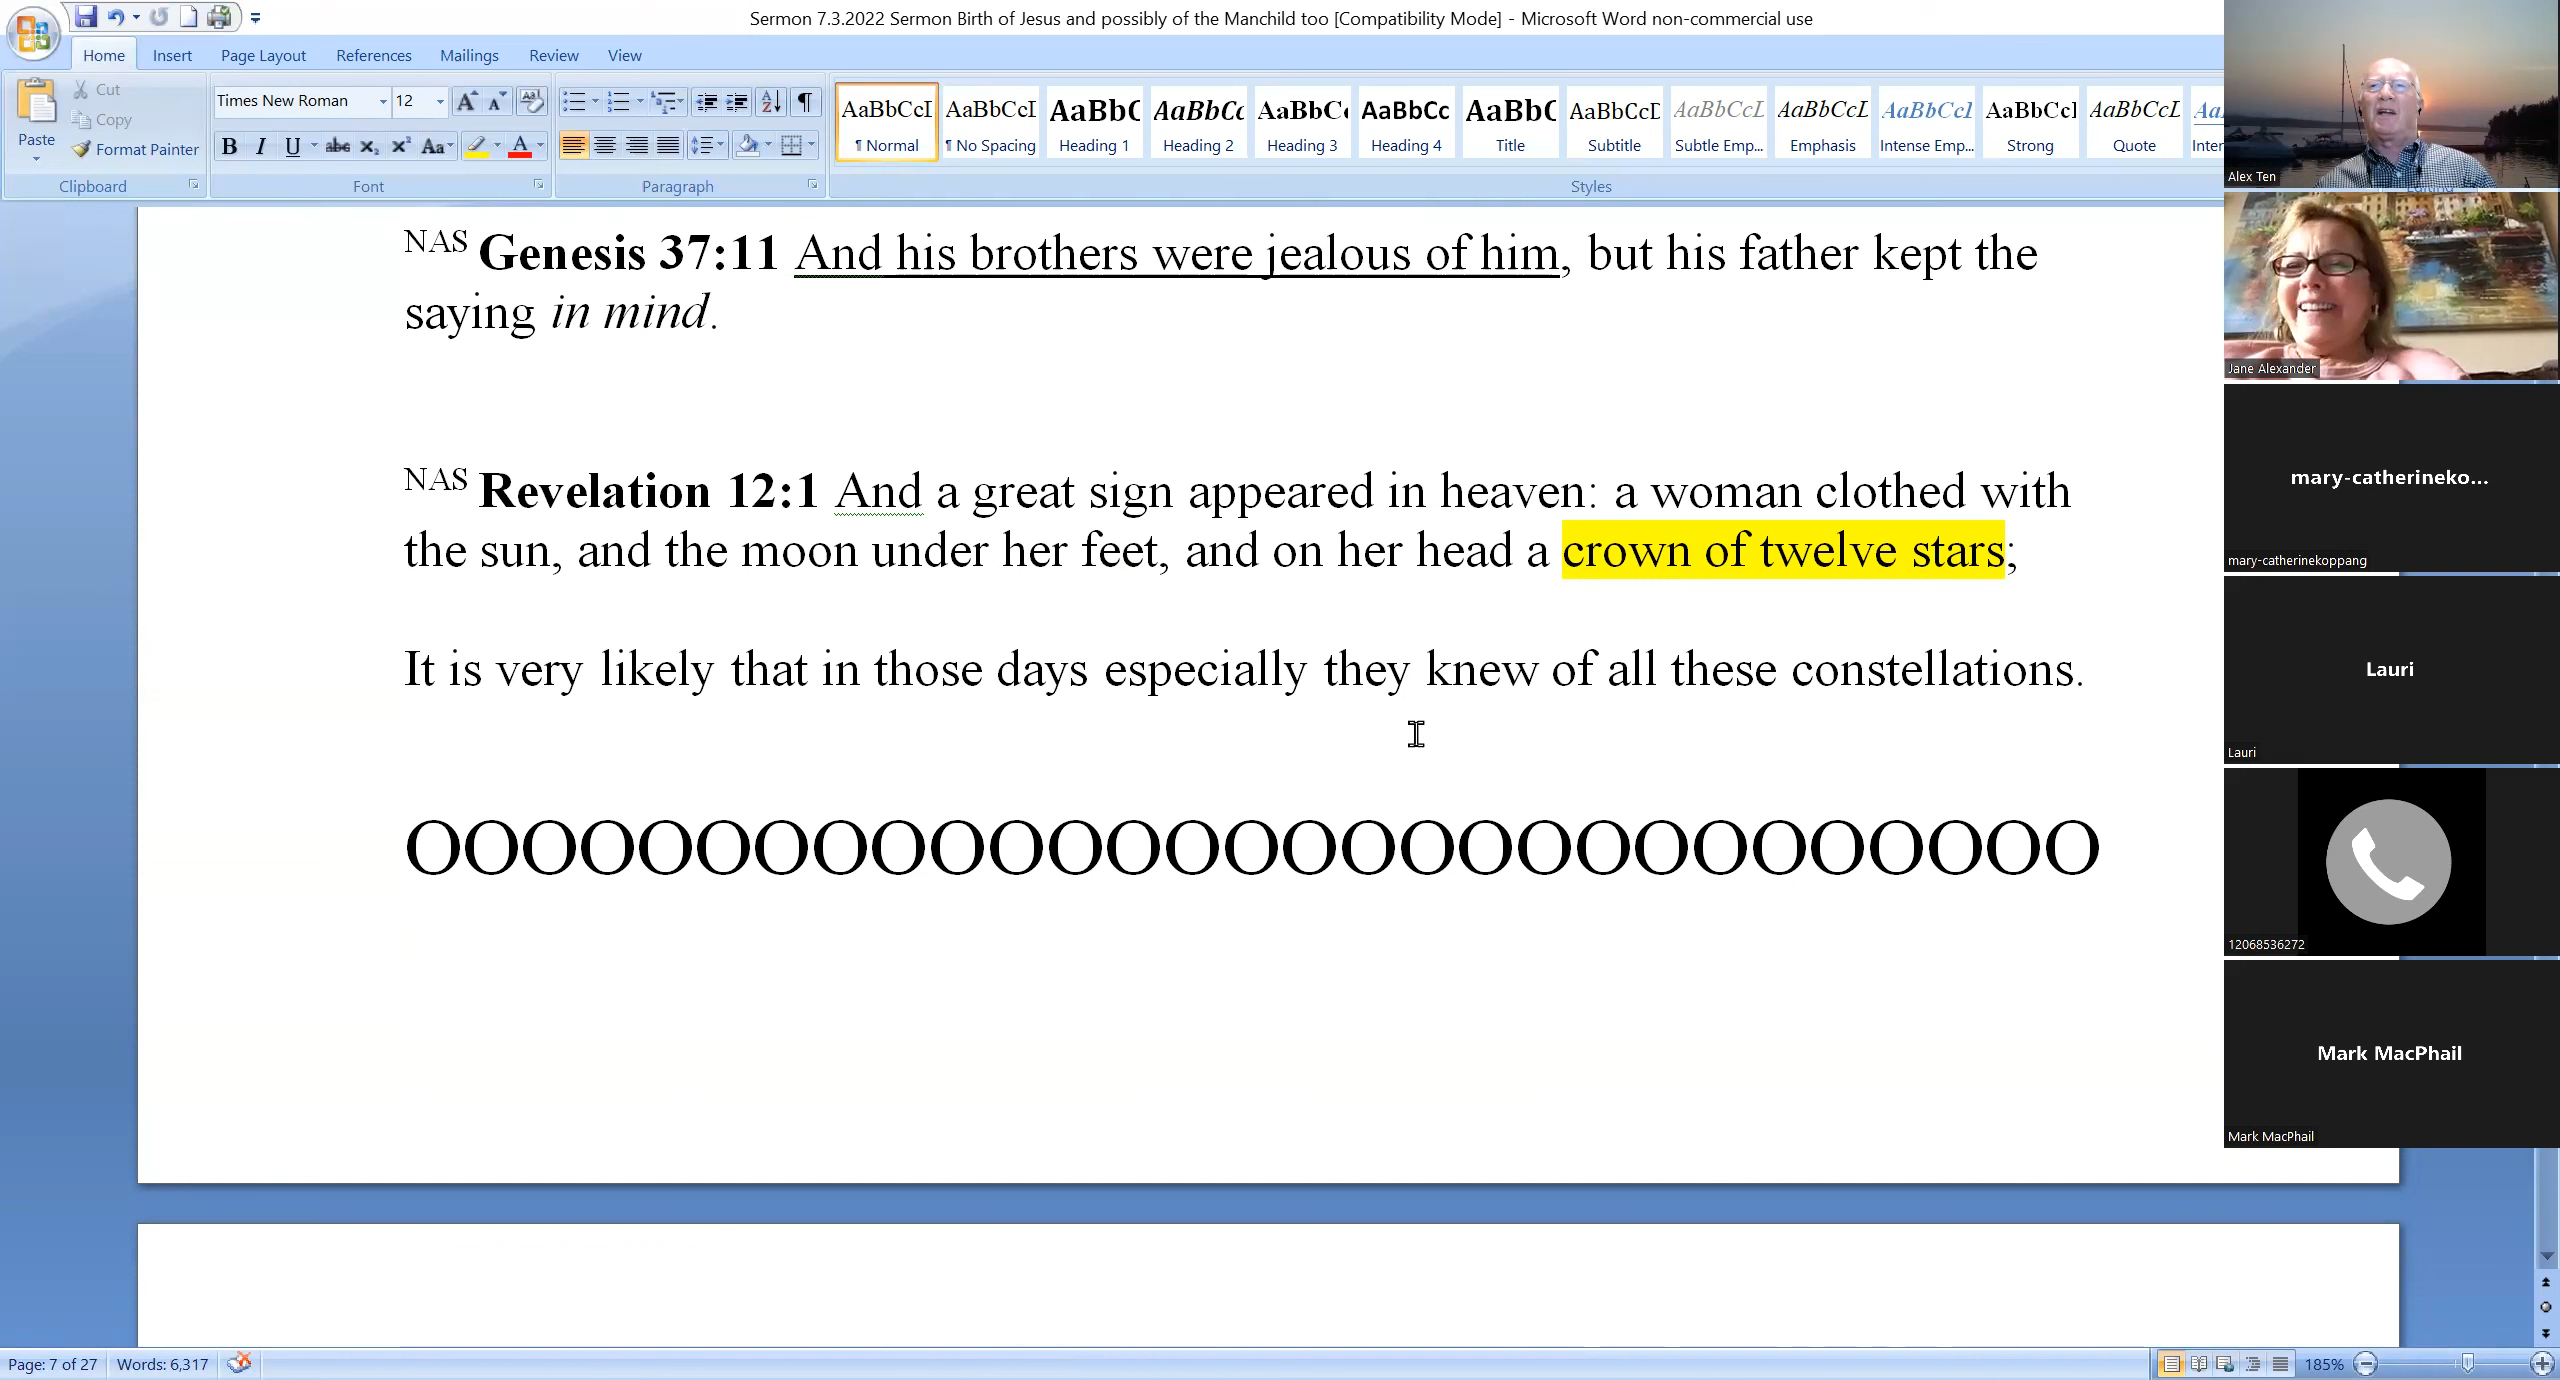 Sermon 7.3.2022 Sermon Birth of Jesus and possibly of the Manchild too [Compatibility Mode] - Microsoft Word non-commercial use
Home Insert Page Layout References Mailings Review View
Paste
Cut
Copy
Format Painter
Clipboard
Times New Roman 12
Font
Paragraph
AaBbCcI AaBbCcI AaBbC AaBbCc AaBbCc AaBbCc AaBbC AaBbCcD AaBbCcL AaBbCcL AaBbCcI AaBbCcI AaBbCcL Aa
¶ Normal ¶ No Spacing Heading 1 Heading 2 Heading 3 Heading 4 Title Subtitle Subtle Emp... Emphasis Intense Emp... Strong Quote Inter
Styles
NAS Genesis 37:11 And his brothers were jealous of him, but his father kept the
saying in mind.
NAS Revelation 12:1 And a great sign appeared in heaven: a woman clothed with
the sun, and the moon under her feet, and on her head a crown of twelve stars;
It is very likely that in those days especially they knew of all these constellations.
OOOOOOOOOOOOOOOOOOOOOOOOOOOOO
Alex Ten
Jane Alexander
mary-catherineko...
mary-catherinekoppang
Lauri
Lauri
12068536272
Mark MacPhail
Mark MacPhail
Page: 7 of 27 Words: 6,317
185%